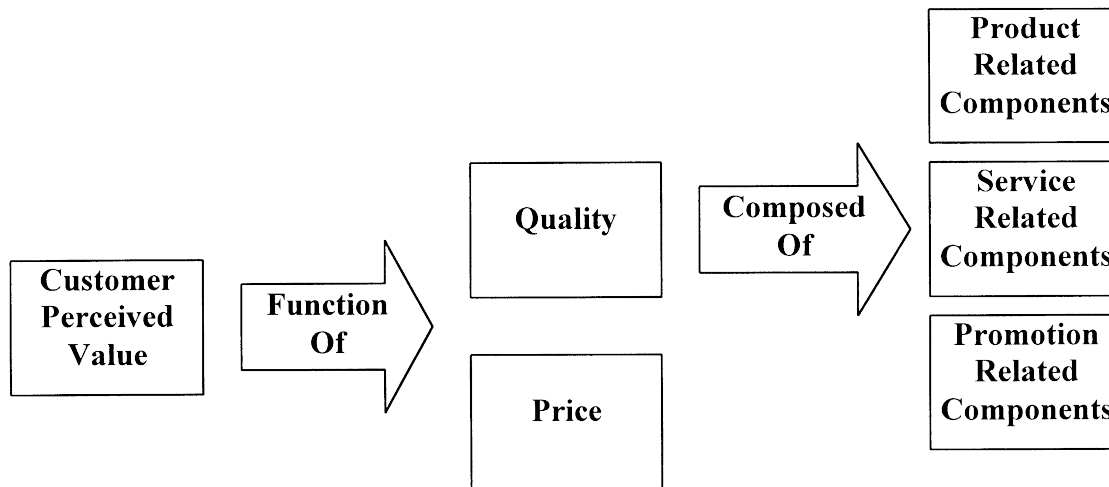 Customer
Perceived
Value
Function
Of
Quality
Price
Composed
Of
Product
Related
Components
Service
Related
Components
Promotion
Related
Components